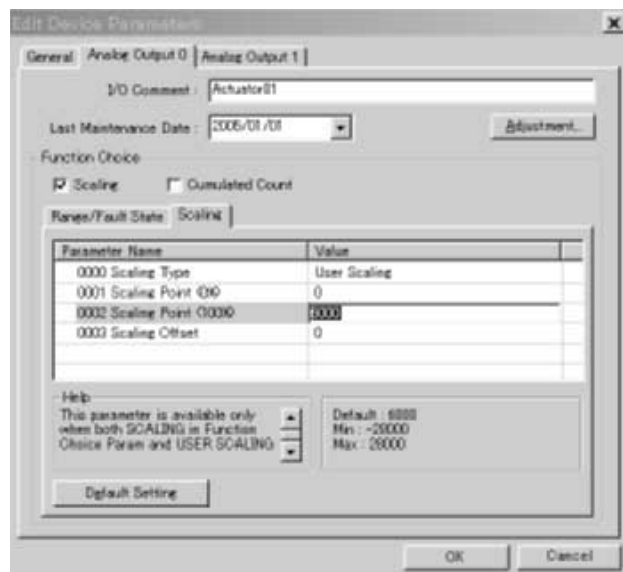 Edit Device Parameters
General Analog Output 0 Analog Output 1
I/O Comment : Actuator01
Last Maintenance Date : 2005/01/01
Adjustment...
Function Choice
Scaling Cumulated Count
Range/Fault State Scaling
Parameter Name Value
0000 Scaling Type User Scaling
0001 Scaling Point (0%) 0
0002 Scaling Point (100%)
0003 Scaling Offset 0
Help
This parameter is available only
when both SCALING in Function
Choice Param and USER SCALING
Default :
Min : -28000
Max : 28000
Default Setting
OK Cancel